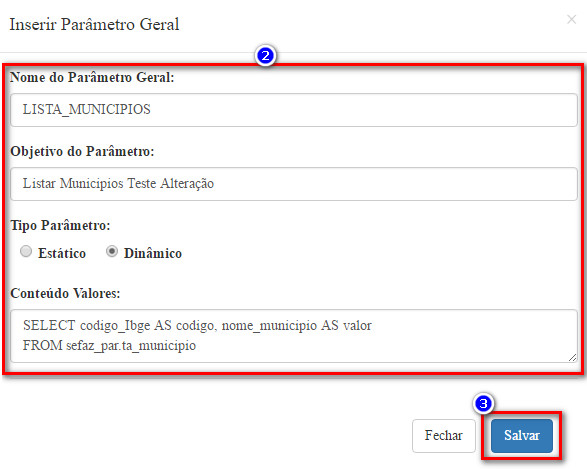 Inserir Parâmetro Geral
×
2
Nome do Parâmetro Geral:
LISTA_MUNICIPIOS
Objetivo do Parâmetro:
Listar Municípios Teste Alteração
Tipo Parâmetro:
Estático Dinâmico
Conteúdo Valores:
SELECT codigo_Ibge AS codigo, nome_municipio AS valor
FROM sefaz_par.ta_municipio
3
Fechar Salvar